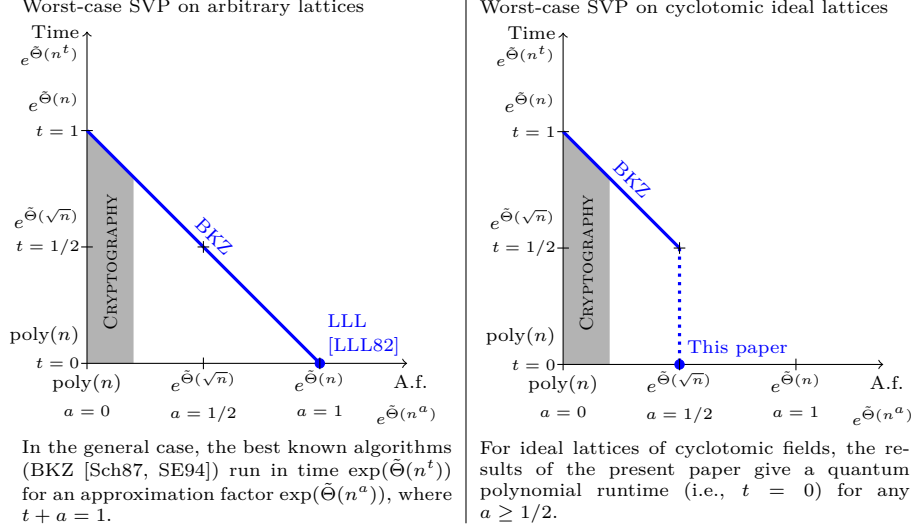 Worst-case SVP on arbitrary lattices
Time
e^{Θ̃(n^t)}
e^{Θ̃(n)}
t = 1
e^{Θ̃(√n)}
t = 1/2
poly(n)
t = 0
CRYPTOGRAPHY
BKZ
LLL
[LLL82]
poly(n) e^{Θ̃(√n)} e^{Θ̃(n)} A.f.
a = 0 a = 1/2 a = 1 e^{Θ̃(n^a)}
In the general case, the best known algorithms
(BKZ [Sch87, SE94]) run in time exp(Θ̃(n^t))
for an approximation factor exp(Θ̃(n^a)), where
t + a = 1.
Worst-case SVP on cyclotomic ideal lattices
Time
e^{Θ̃(n^t)}
e^{Θ̃(n)}
t = 1
e^{Θ̃(√n)}
t = 1/2
poly(n)
t = 0
CRYPTOGRAPHY
BKZ
This paper
poly(n) e^{Θ̃(√n)} e^{Θ̃(n)} A.f.
a = 0 a = 1/2 a = 1 e^{Θ̃(n^a)}
For ideal lattices of cyclotomic fields, the re-
sults of the present paper give a quantum
polynomial runtime (i.e., t = 0) for any
a ≥ 1/2.